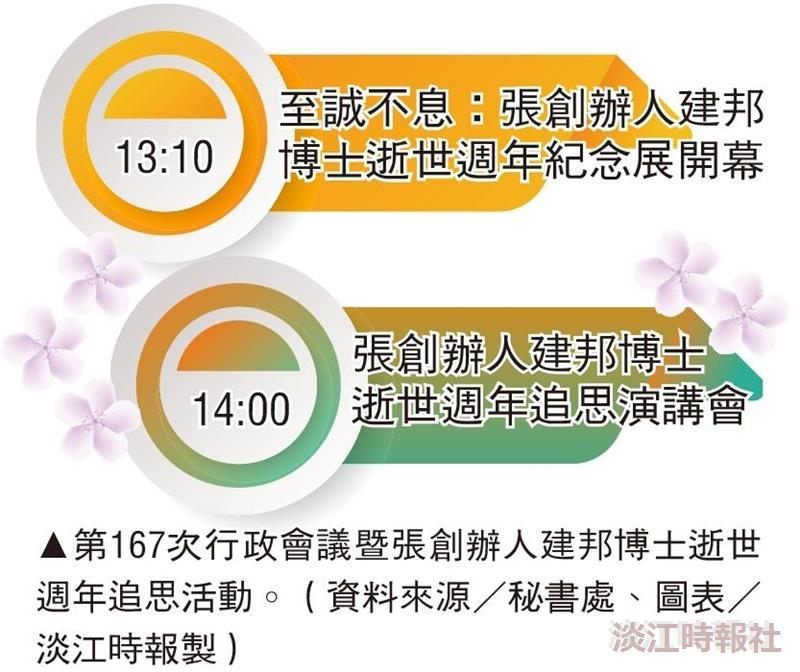 13:10
至誠不息：張創辦人建邦
博士逝世週年紀念展開幕
14:00
張創辦人建邦博士
逝世週年追思演講會
▲第167次行政會議暨張創辦人建邦博士逝世
週年追思活動。（資料來源／秘書處、圖表／
淡江時報製）
淡江時報社